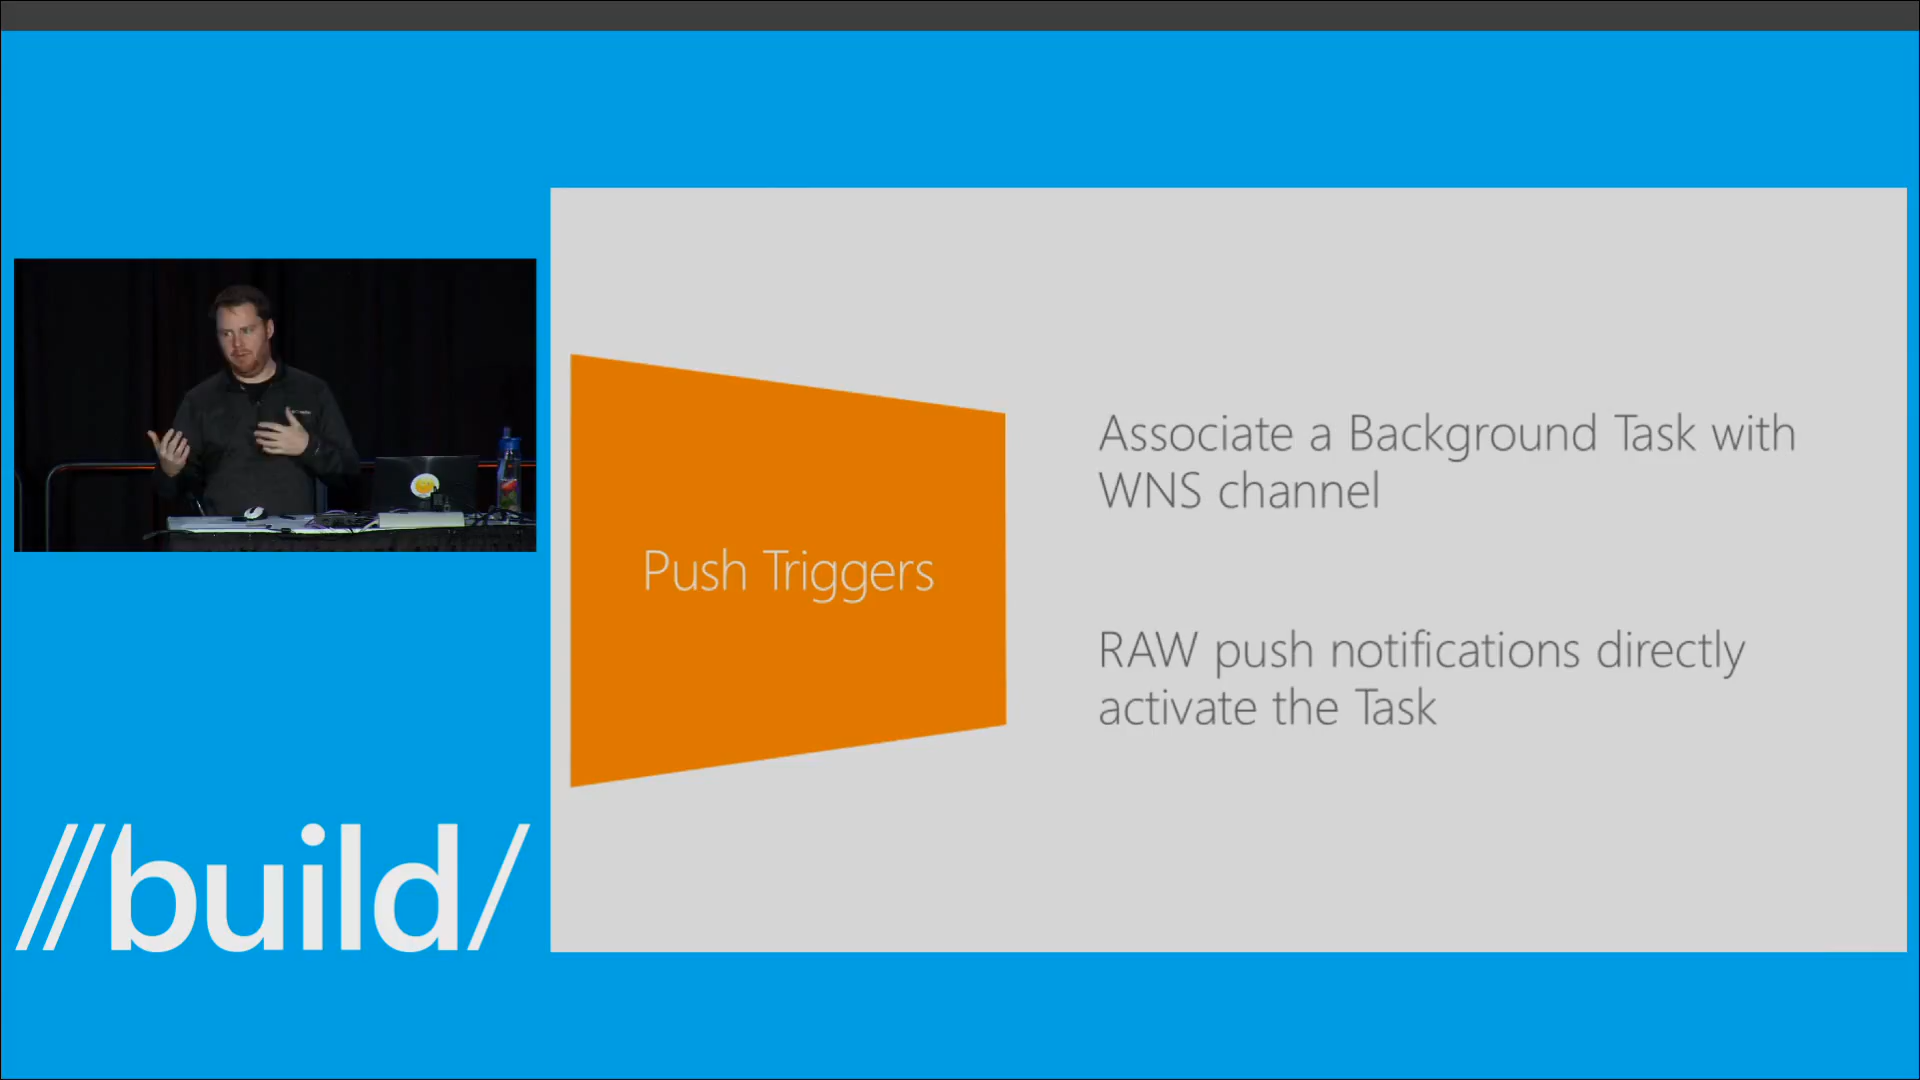 Push Triggers
Associate a Background Task with
WNS channel
RAW push notifications directly
activate the Task
//build/